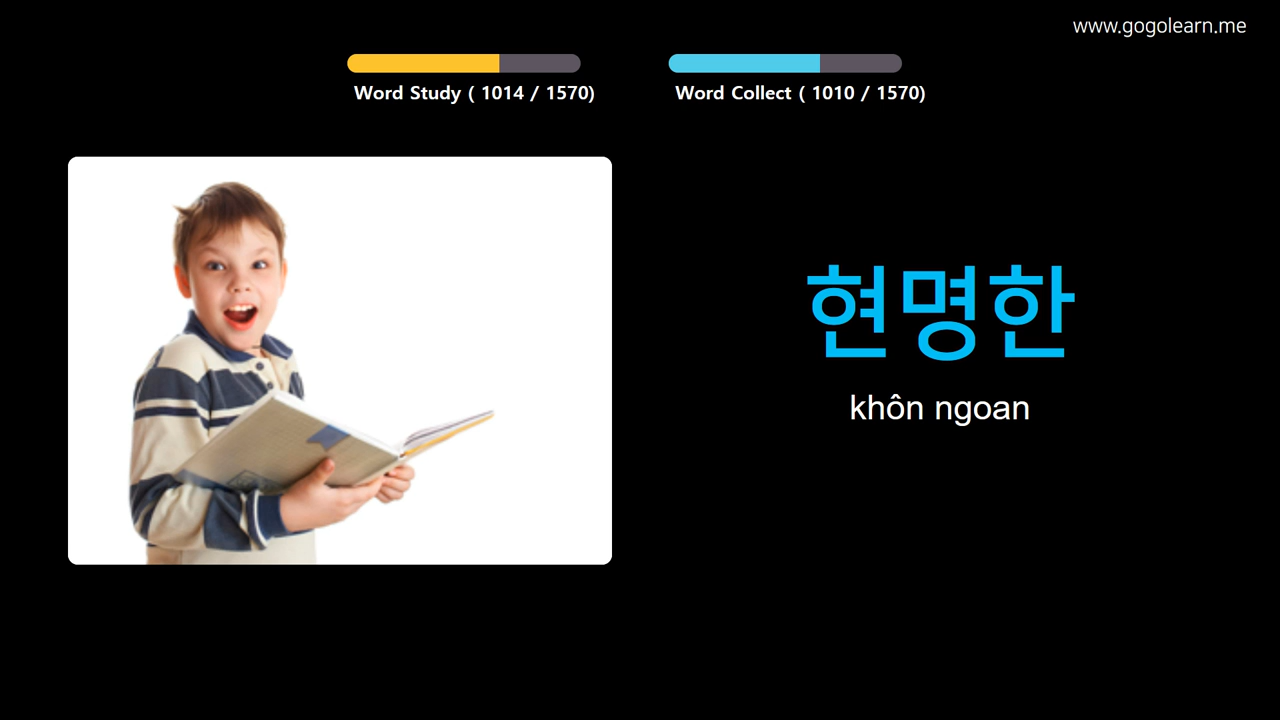 www.gogolearn.me
Word Study ( 1014 / 1570)
Word Collect ( 1010 / 1570)
현명한
khôn ngoan